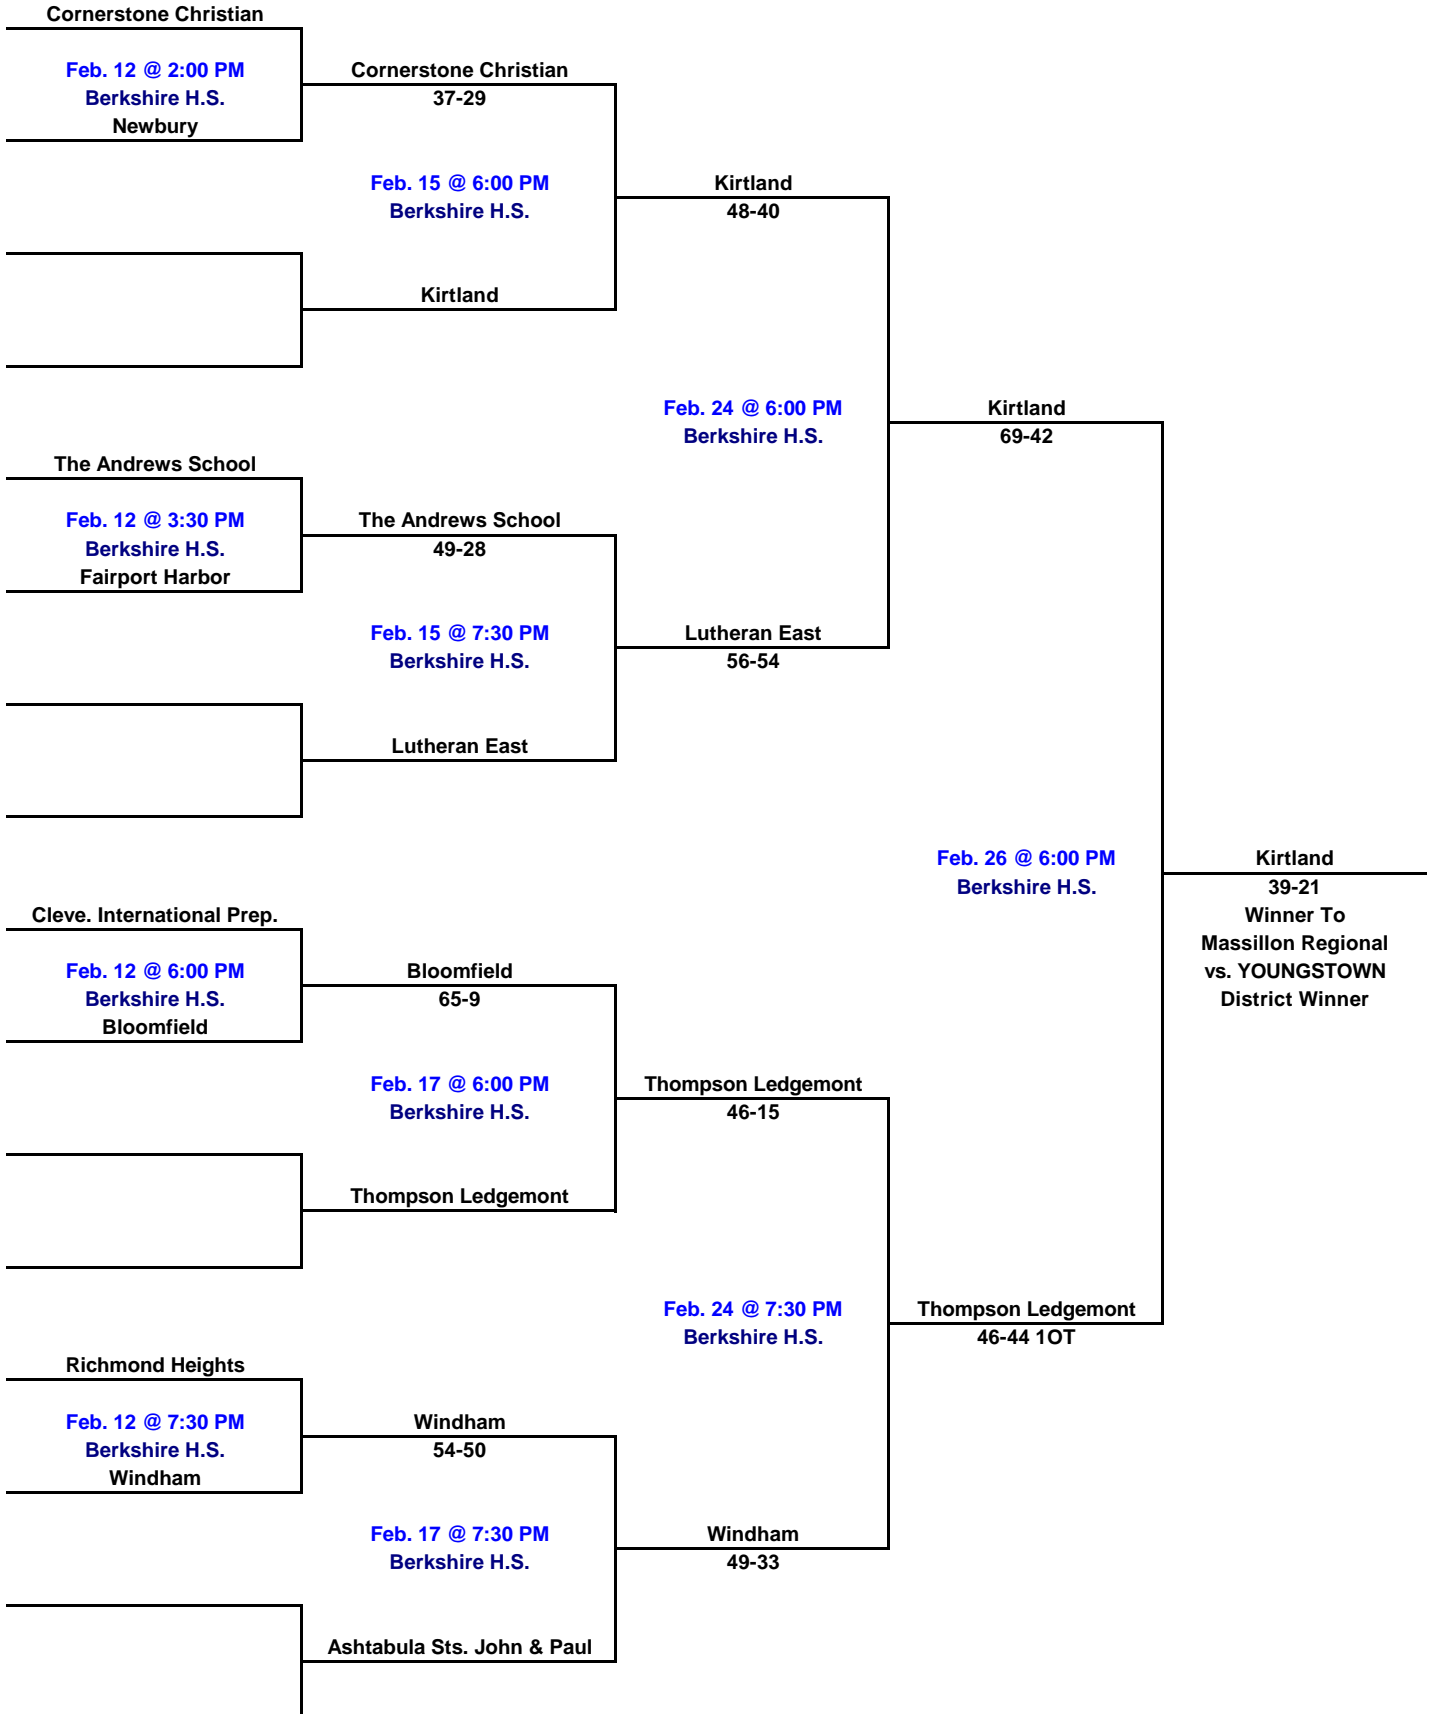 Cornerstone Christian
Feb. 12 @ 2:00 PM
Berkshire H.S.
Newbury
Cornerstone Christian
37-29
Feb. 15 @ 6:00 PM
Berkshire H.S.
Kirtland
Kirtland
48-40
Feb. 24 @ 6:00 PM
Berkshire H.S.
Kirtland
69-42
The Andrews School
Feb. 12 @ 3:30 PM
Berkshire H.S.
Fairport Harbor
The Andrews School
49-28
Feb. 15 @ 7:30 PM
Berkshire H.S.
Lutheran East
Lutheran East
56-54
Feb. 26 @ 6:00 PM
Berkshire H.S.
Kirtland
39-21
Winner To
Massillon Regional
vs. YOUNGSTOWN
District Winner
Cleve. International Prep.
Feb. 12 @ 6:00 PM
Berkshire H.S.
Bloomfield
Bloomfield
65-9
Feb. 17 @ 6:00 PM
Berkshire H.S.
Thompson Ledgemont
Thompson Ledgemont
46-15
Feb. 24 @ 7:30 PM
Berkshire H.S.
Thompson Ledgemont
46-44 1OT
Richmond Heights
Feb. 12 @ 7:30 PM
Berkshire H.S.
Windham
Windham
54-50
Feb. 17 @ 7:30 PM
Berkshire H.S.
Ashtabula Sts. John & Paul
Windham
49-33